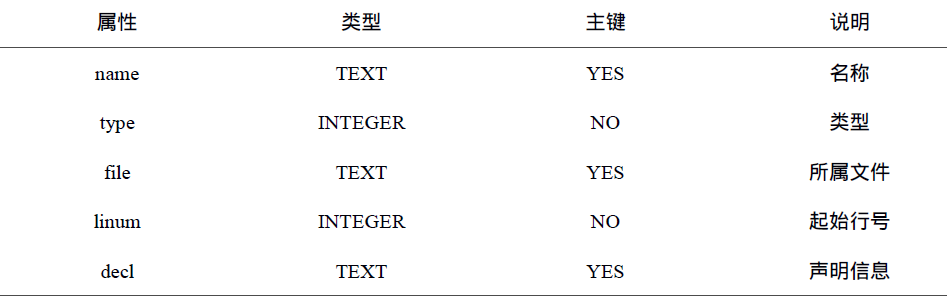 属性 类型 主键 说明
name TEXT YES 名称
type INTEGER NO 类型
file TEXT YES 所属文件
linum INTEGER NO 起始行号
decl TEXT YES 声明信息